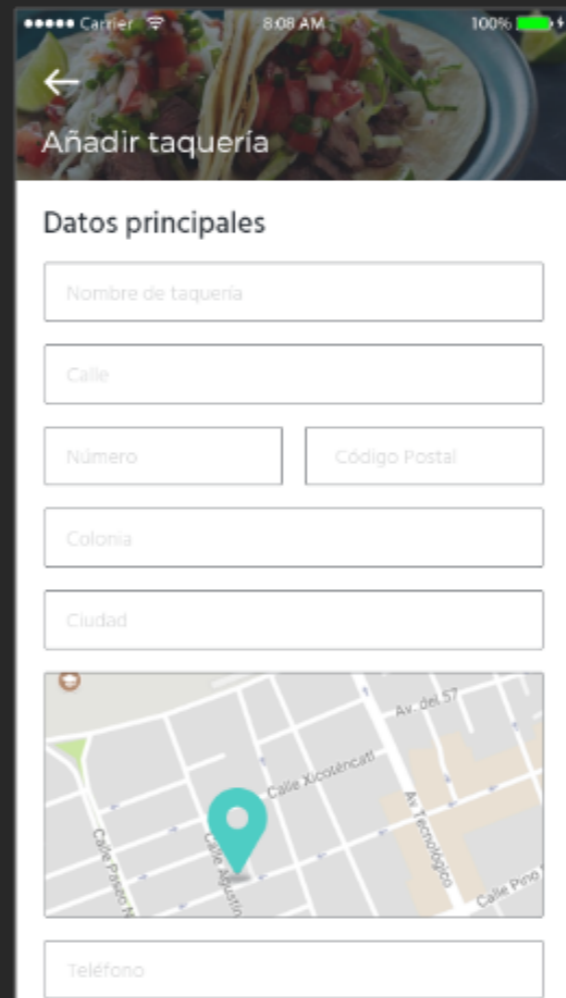 Carrier 8:08 AM 100%
Añadir taquería
Datos principales
Nombre de taquería
Calle
Número Código Postal
Colonia
Ciudad
Av. del 57
Calle Xicoténcatl
Av. Tecnológico
Calle Paseo N
Calle Agustín
Calle Pino
Teléfono